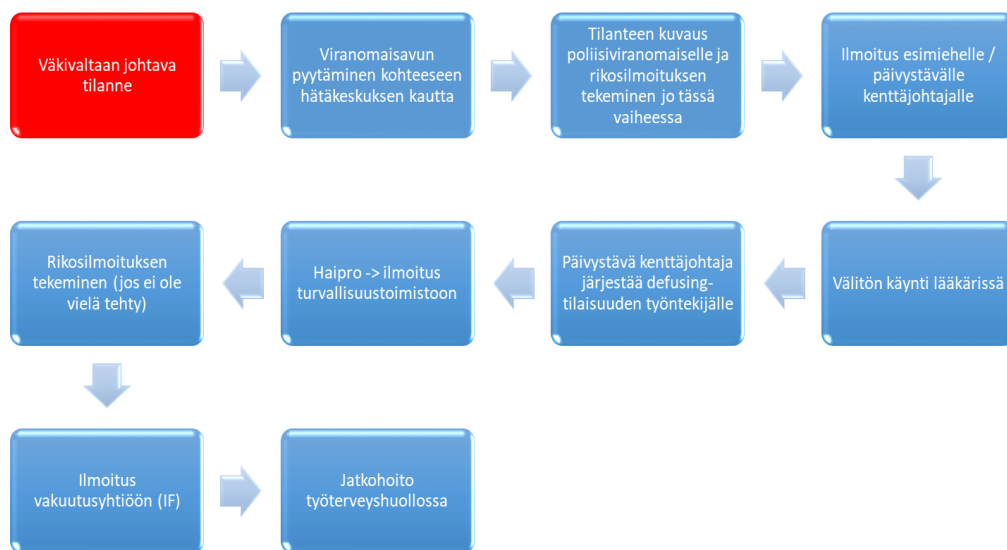 Väkivaltaan johtava
tilanne
Viranomaisavun
pyytäminen kohteeseen
hätäkeskuksen kautta
Tilanteen kuvaus
poliisiviranomaiselle ja
rikosilmoituksen
tekeminen jo tässä
vaiheessa
Ilmoitus esimiehelle /
päivystävälle
kenttäjohtajalle
Välitön käynti lääkärissä
Päivystävä kenttäjohtaja
järjestää defusing-
tilaisuuden työntekijälle
Haipro -> ilmoitus
turvallisuustoimistoon
Rikosilmoituksen
tekeminen (jos ei ole
vielä tehty)
Ilmoitus
vakuutusyhtiöön (IF)
Jatkohoito
työterveyshuollossa